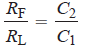 R_F / R_L = C_2 / C_1